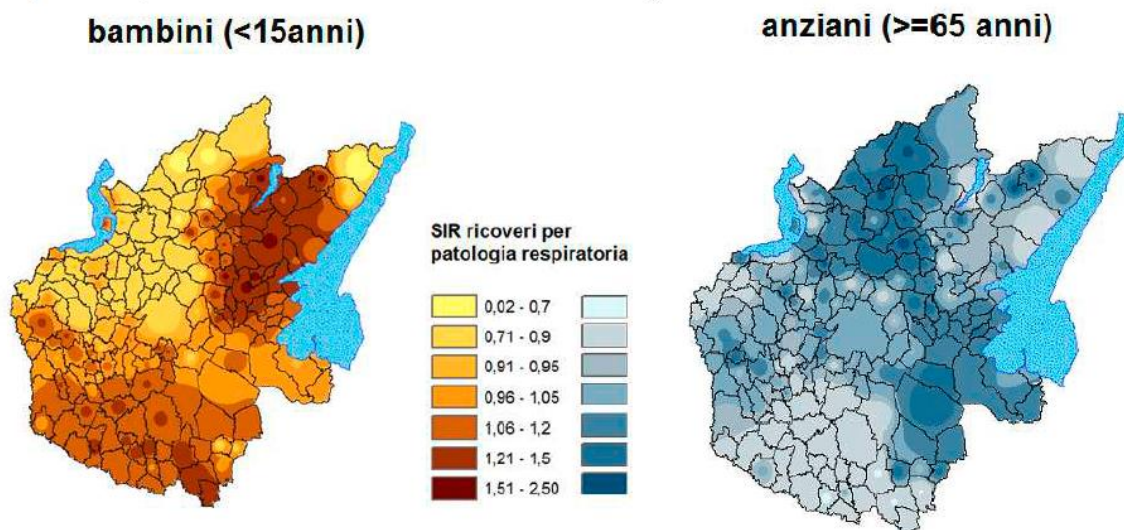 bambini (<15anni)
anziani (>=65 anni)
SIR ricoveri per
patologia respiratoria
0,02 - 0,7
0,71 - 0,9
0,91 - 0,95
0,96 - 1,05
1,06 - 1,2
1,21 - 1,5
1,51 - 2,50